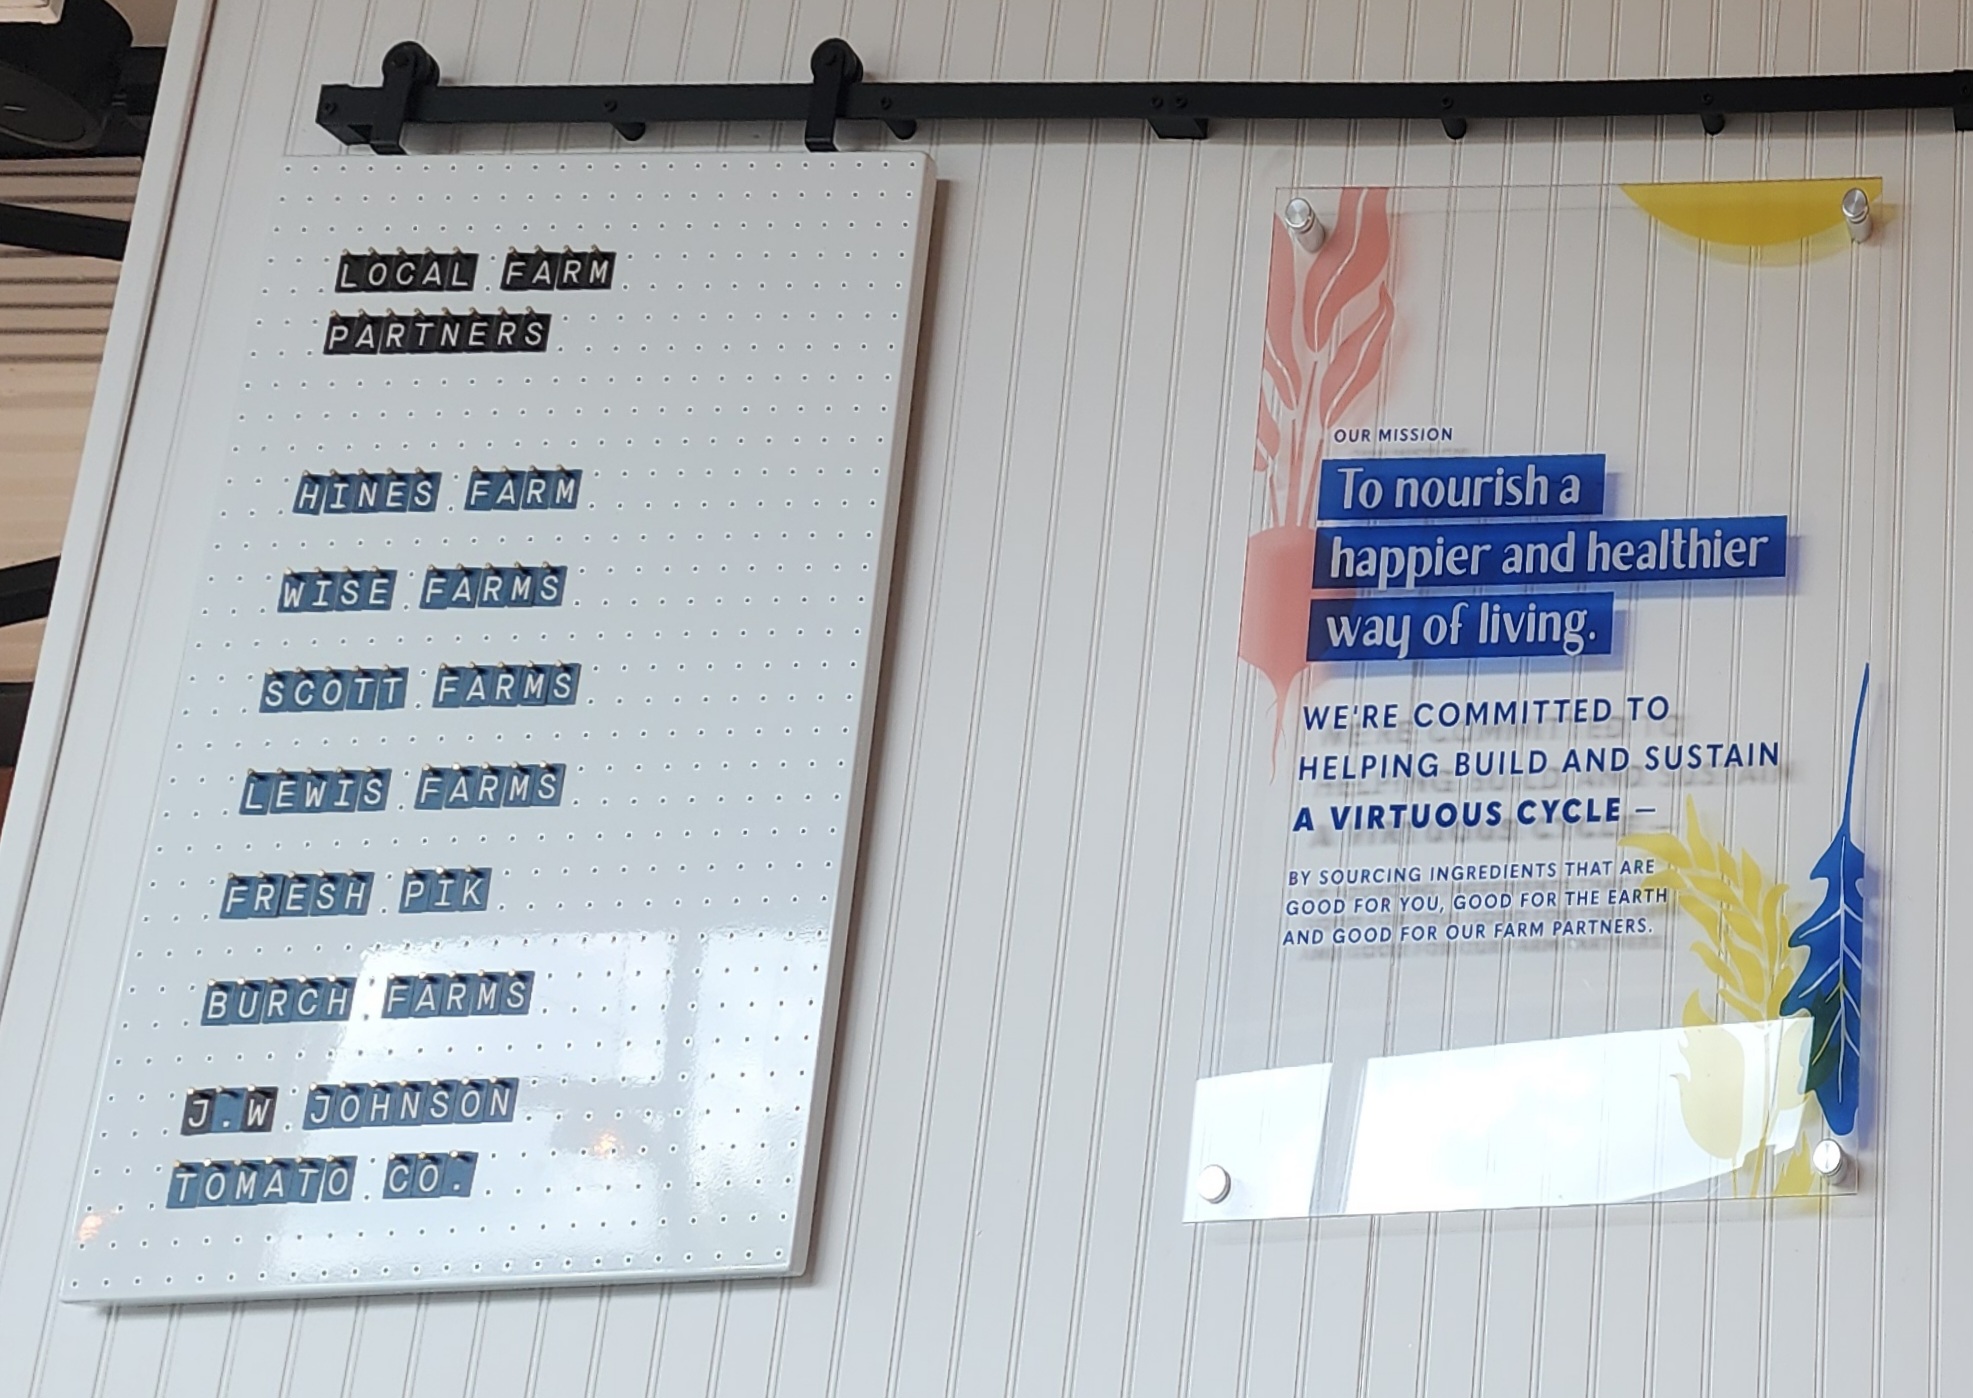 LOCAL FARM
PARTNERS
HINES FARM
WISE FARMS
SCOTT FARMS
LEWIS FARMS
FRESH PIK
BURCH FARMS
J.W JOHNSON
TOMATO CO.
OUR MISSION
To nourish a
happier and healthier
way of living.
WE'RE COMMITTED TO
HELPING BUILD AND SUSTAIN
A VIRTUOUS CYCLE –
BY SOURCING INGREDIENTS THAT ARE
GOOD FOR YOU, GOOD FOR THE EARTH
AND GOOD FOR OUR FARM PARTNERS.